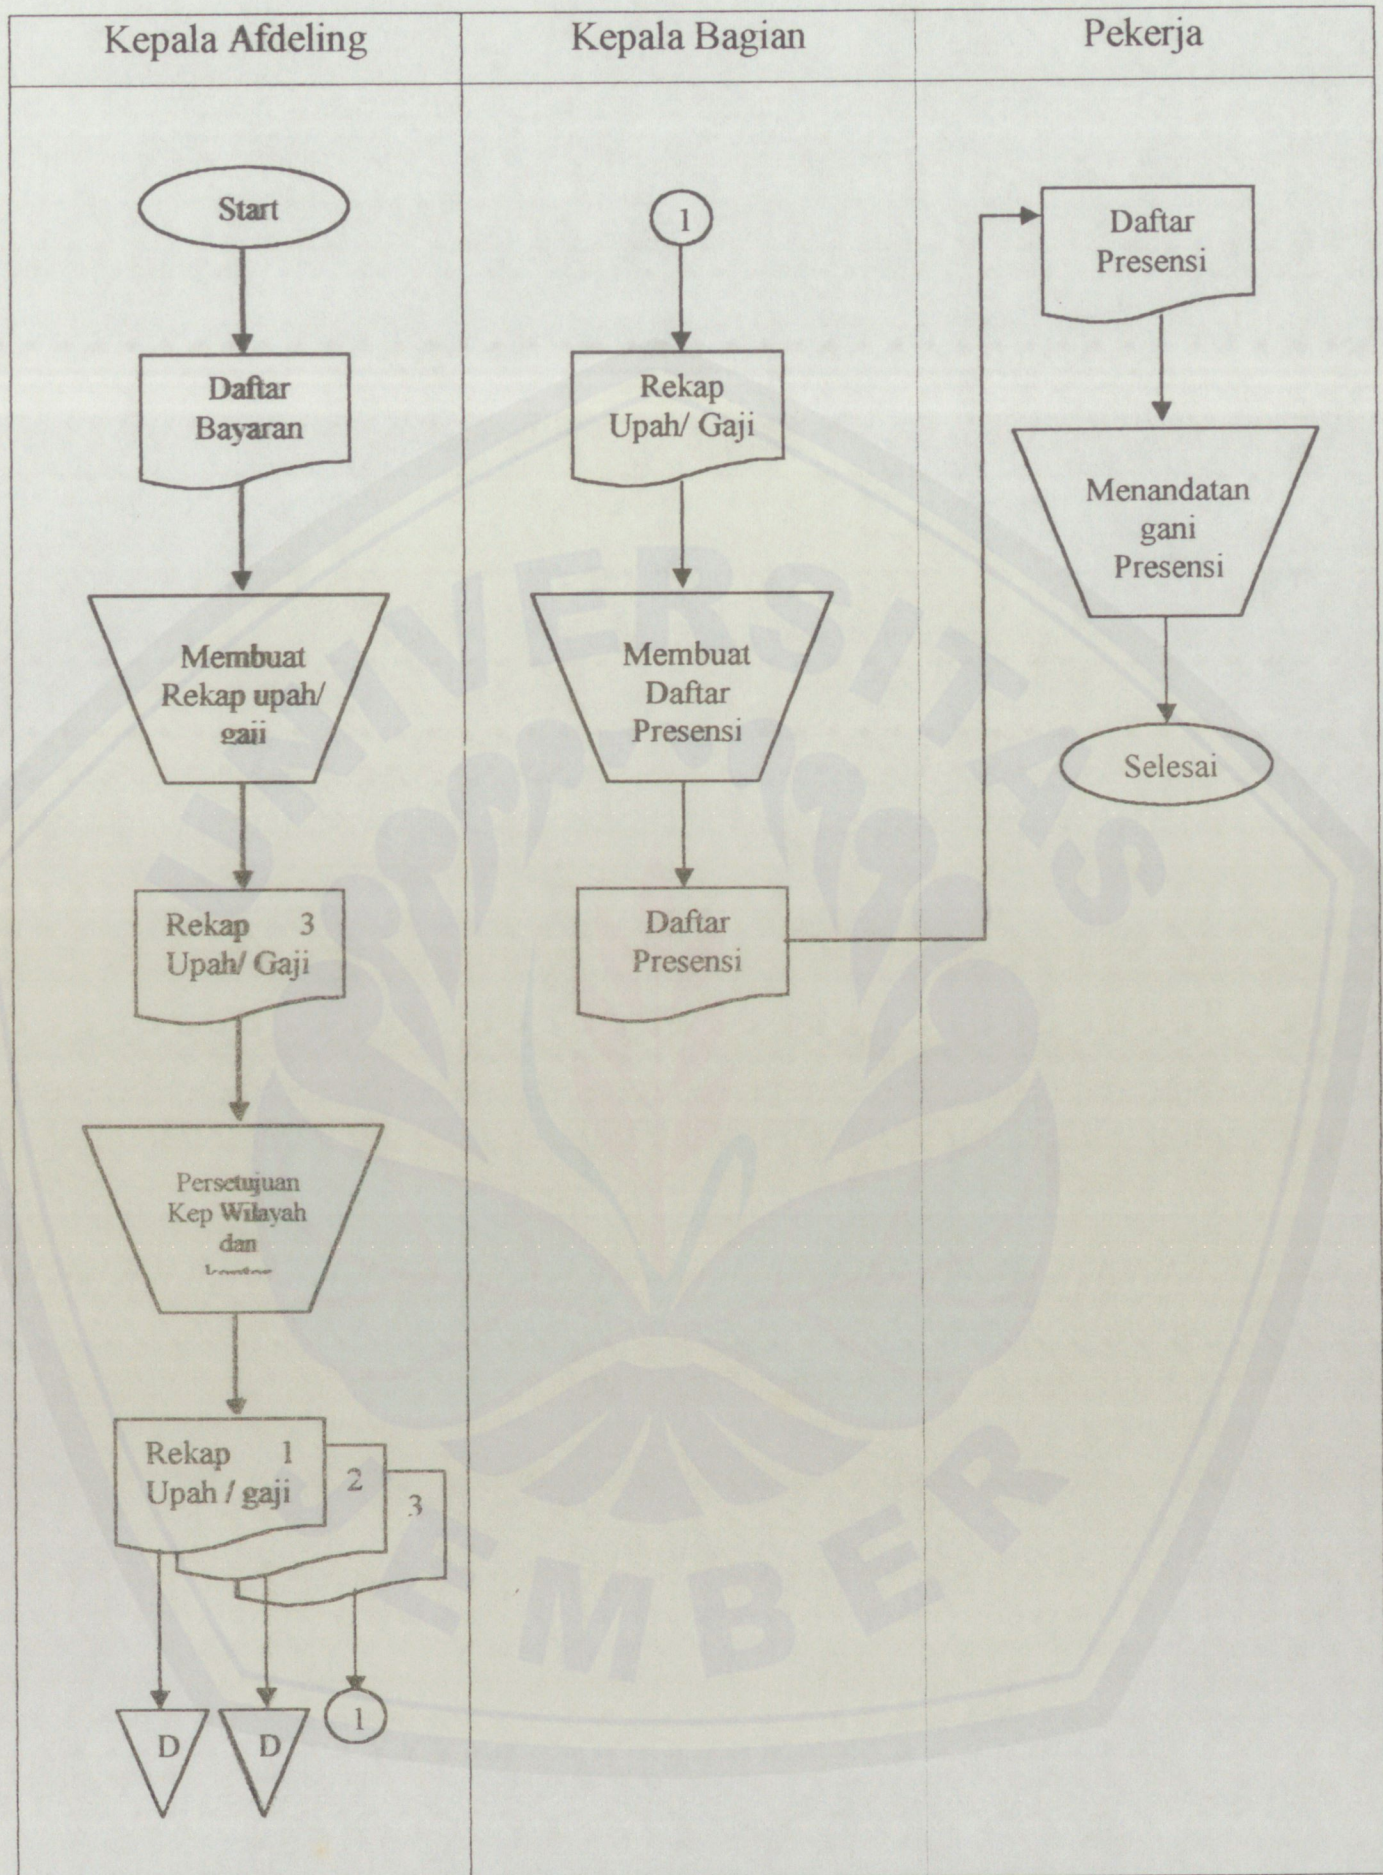 Kepala Afdeling
Kepala Bagian
Pekerja
Start
Daftar
Bayaran
Membuat
Rekap upah/
gaji
Rekap 3
Upah/ Gaji
Persetujuan
Kep Wilayah
dan
Rekap 1
Upah / gaji
2
3
D
D
1
1
Rekap
Upah/ Gaji
Membuat
Daftar
Presensi
Daftar
Presensi
Daftar
Presensi
Menandatan
gani
Presensi
Selesai
UNIVERSITAS
JEMBER